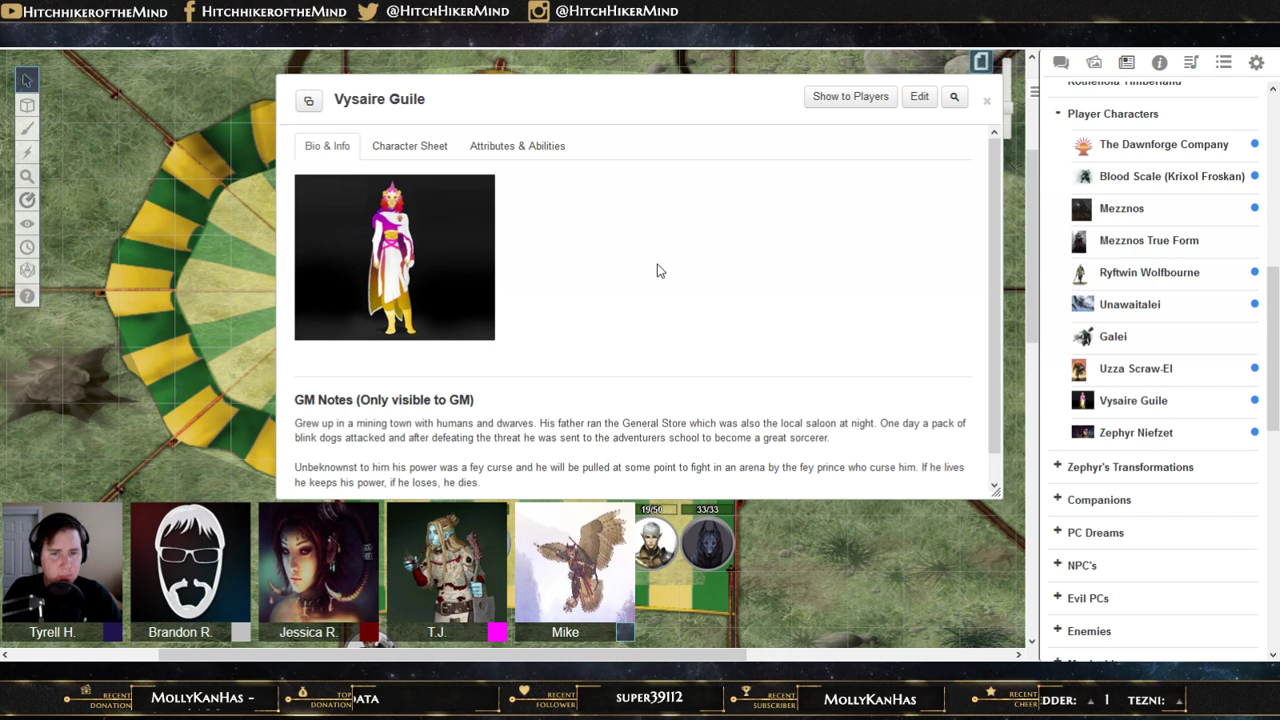 HitchhikeroftheMind HitchhikeroftheMind @HitchHikerMind @HitchHikerMind
Vysaire Guile
Show to Players Edit
Bio & Info Character Sheet Attributes & Abilities
GM Notes (Only visible to GM)
Grew up in a mining town with humans and dwarves. His father ran the General Store which was also the local saloon at night. One day a pack of
blink dogs attacked and after defeating the threat he was sent to the adventurers school to become a great sorcerer.
Unbeknownst to him his power was a fey curse and he will be pulled at some point to fight in an arena by the fey prince who curse him. If he lives
he keeps his power, if he loses, he dies.
19/50 33/33
Tyrell H. Brandon R. Jessica R. T.J. Mike
Player Characters
The Dawnforge Company
Blood Scale (Krixol Froskan)
Mezznos
Mezznos True Form
Ryftwin Wolfbourne
Unawaitalei
Galei
Uzza Scraw-El
Vysaire Guile
Zephyr Niefzet
Zephyr's Transformations
Companions
PC Dreams
NPC's
Evil PCs
Enemies
Recent Donation MollyKanHas - Top Donation Data Recent Follower super39112 Recent Subscriber MollyKanHas Recent Cheer dder: 1 Tezni: